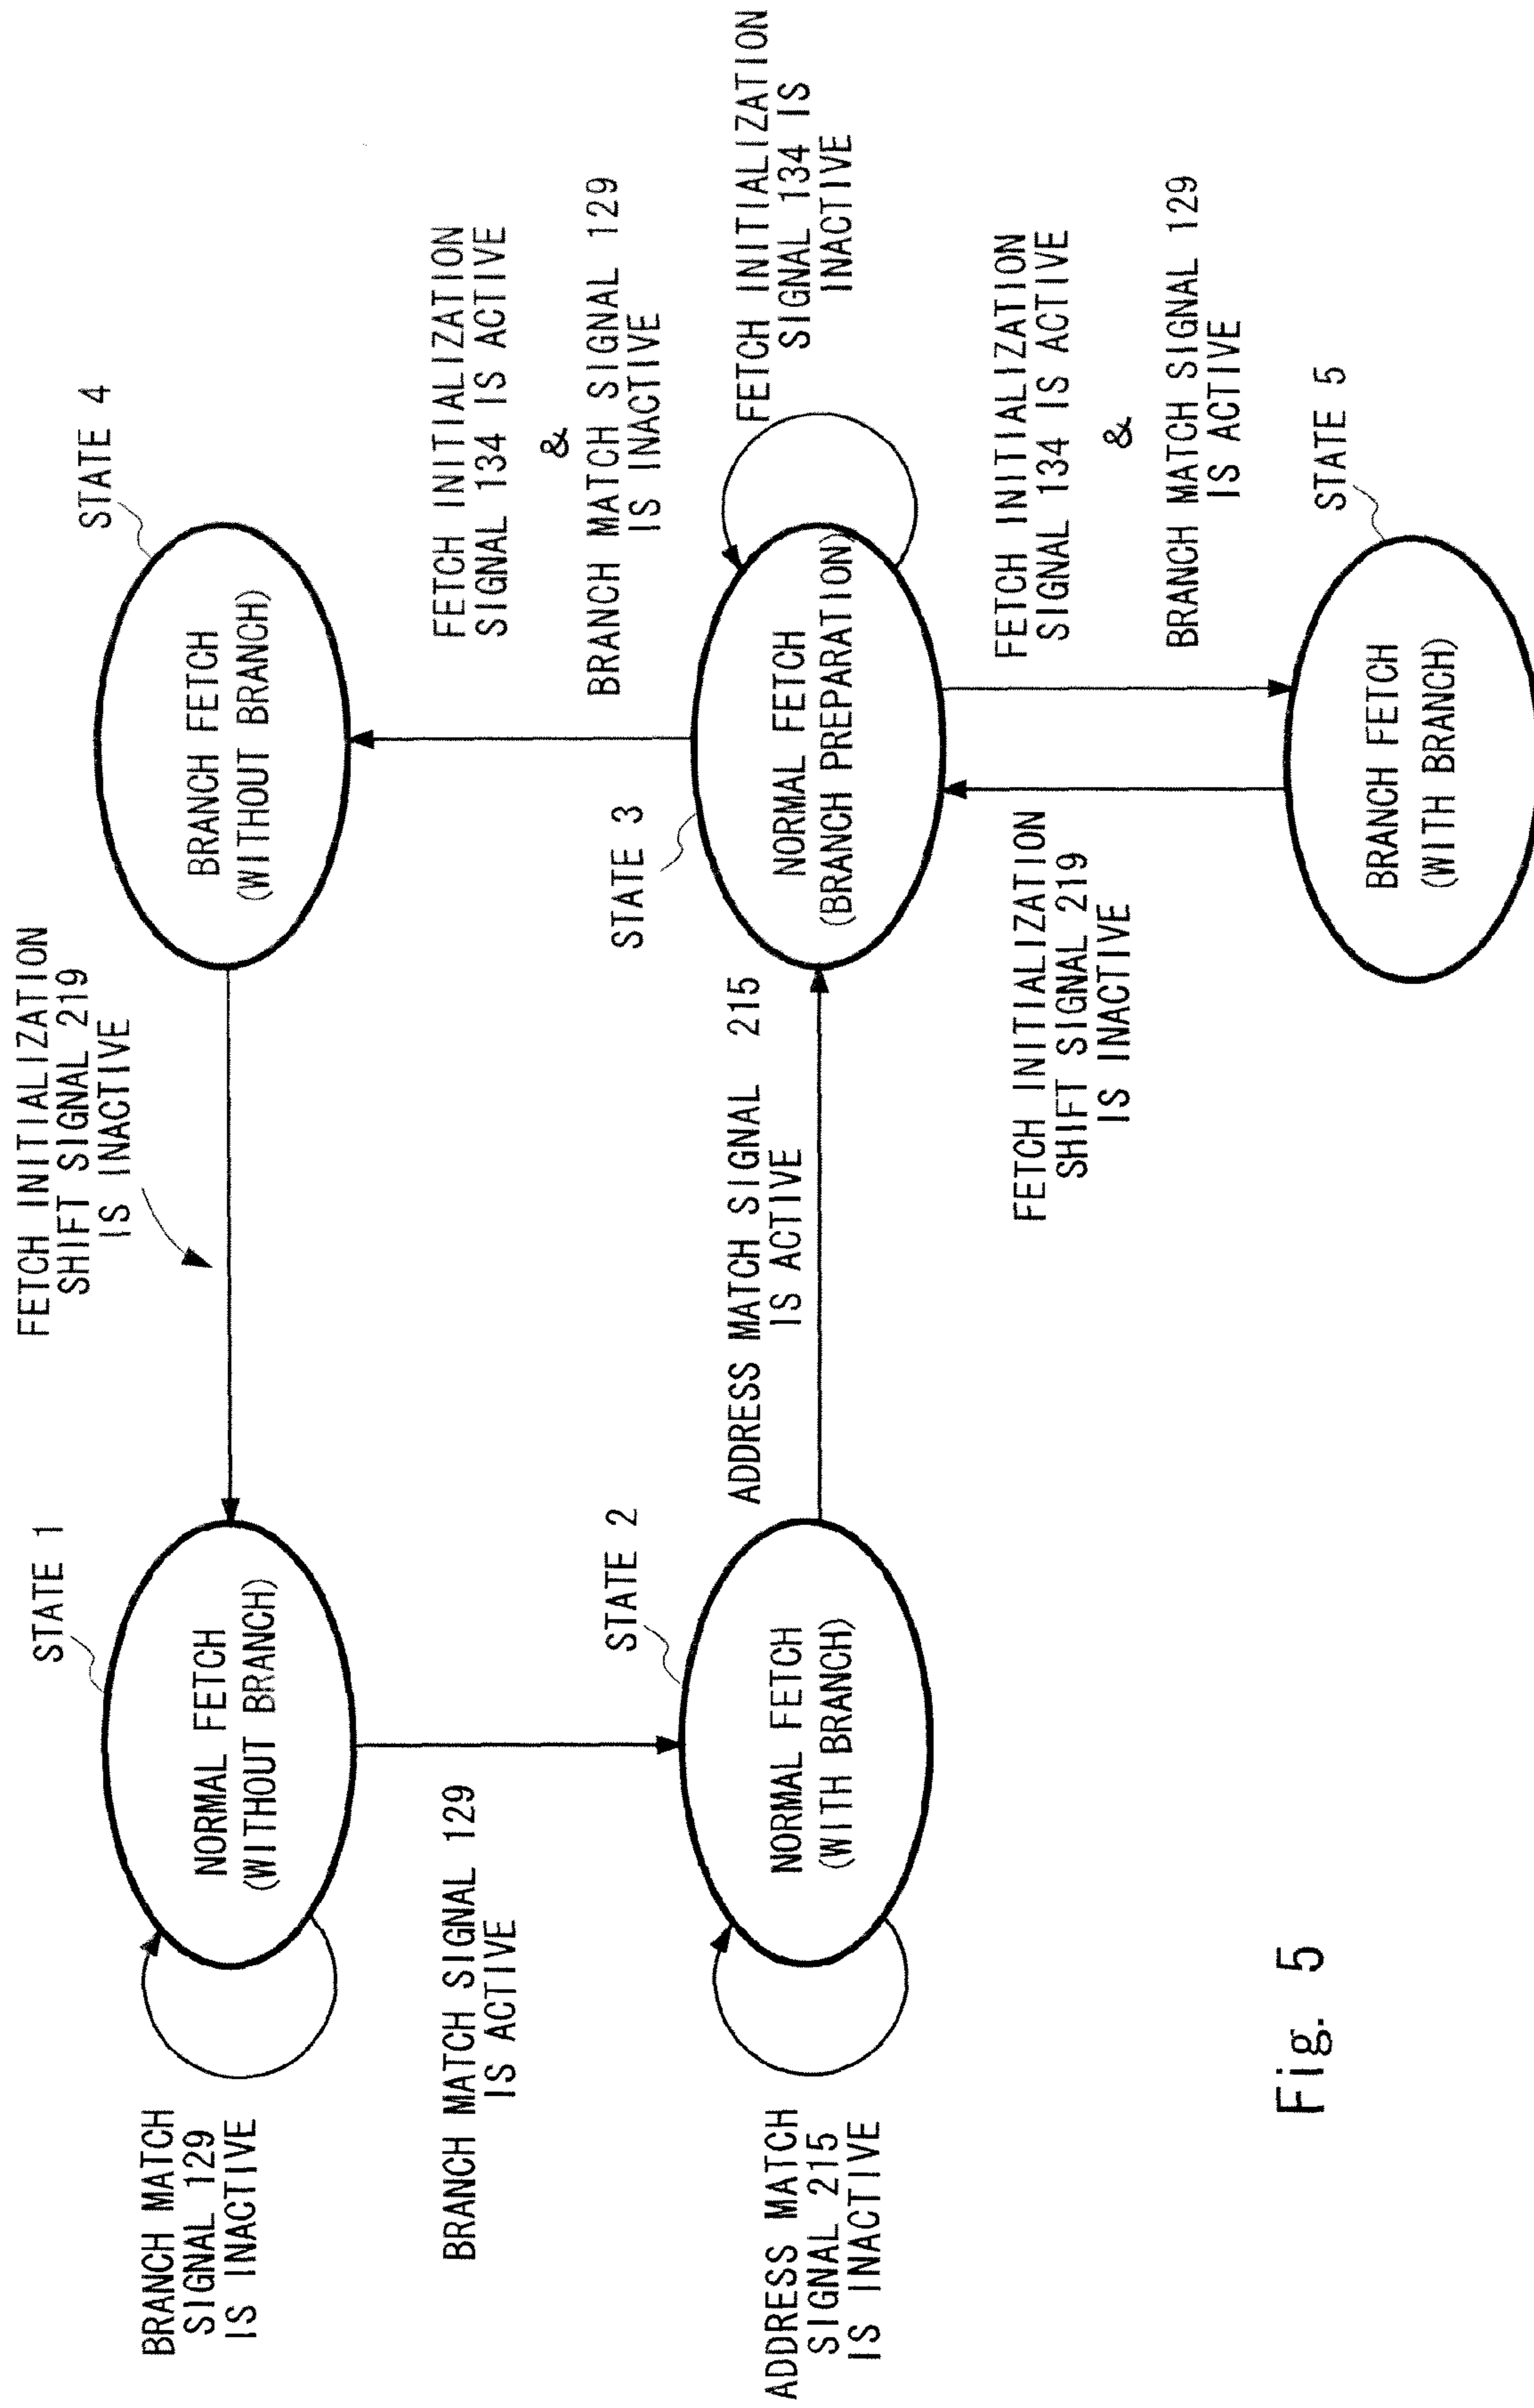 STATE 1
NORMAL FETCH
(WITHOUT BRANCH)
BRANCH MATCH
SIGNAL 129
IS INACTIVE
FETCH INITIALIZATION
SHIFT SIGNAL 219
IS INACTIVE
STATE 4
BRANCH FETCH
(WITHOUT BRANCH)
BRANCH MATCH SIGNAL 129
IS ACTIVE
FETCH INITIALIZATION
SIGNAL 134 IS ACTIVE
&
BRANCH MATCH SIGNAL 129
IS INACTIVE
STATE 2
NORMAL FETCH
(WITH BRANCH)
ADDRESS MATCH
SIGNAL 215
IS INACTIVE
ADDRESS MATCH SIGNAL 215
IS ACTIVE
STATE 3
NORMAL FETCH
(BRANCH PREPARATION)
FETCH INITIALIZATION
SIGNAL 134 IS
INACTIVE
FETCH INITIALIZATION
SHIFT SIGNAL 219
IS INACTIVE
FETCH INITIALIZATION
SIGNAL 134 IS ACTIVE
&
BRANCH MATCH SIGNAL 129
IS ACTIVE
STATE 5
BRANCH FETCH
(WITH BRANCH)
Fig. 5